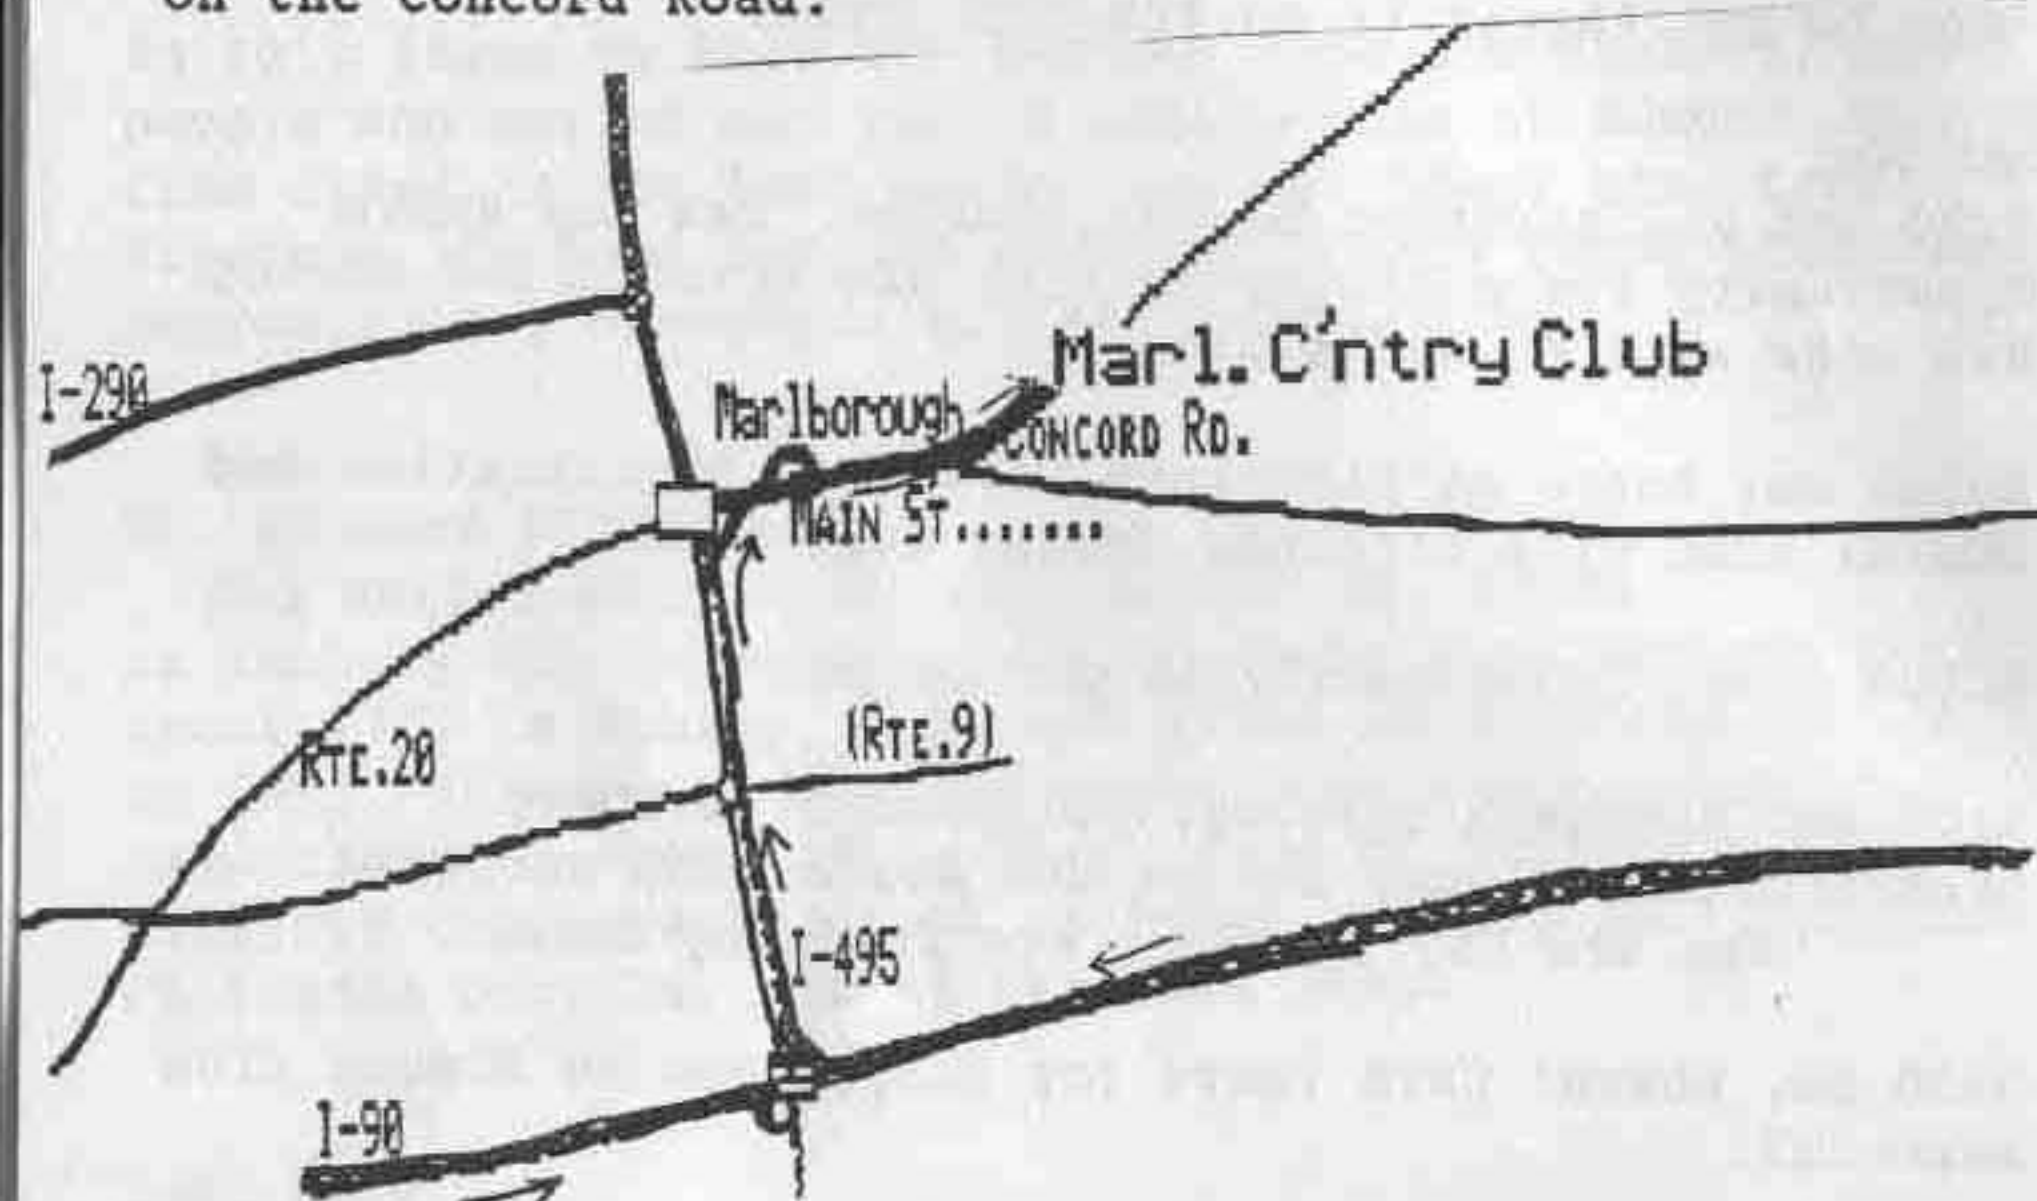 on the Concord Road.
Marl. C'ntry Club
I-290
Marlborough
CONCORD RD.
MAIN ST.......
(RTE.9)
RTE.20
I-495
I-90